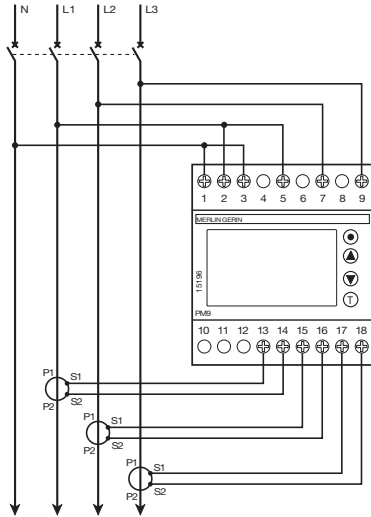 N L1 L2 L3
1 2 3 4 5 6 7 8 9
MERLIN GERIN
15196
T
PM9
10 11 12 13 14 15 16 17 18
P1 S1
P2 S2
P1 S1
P2 S2
P1 S1
P2 S2